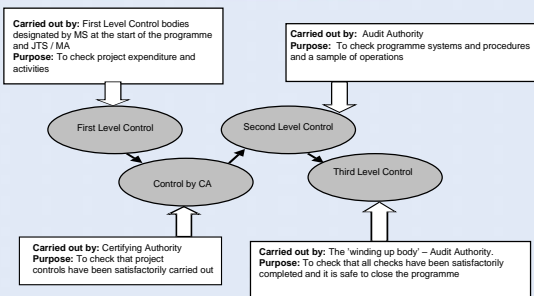 Carried out by: First Level Control bodies
designated by MS at the start of the programme
and JTS / MA
Purpose: To check project expenditure and
activities
Carried out by: Audit Authority
Purpose: To check programme systems and procedures
and a sample of operations
First Level Control
Second Level Control
Control by CA
Third Level Control
Carried out by: Certifying Authority
Purpose: To check that project
controls have been satisfactorily carried out
Carried out by: The 'winding up body' – Audit Authority.
Purpose: To check that all checks have been satisfactorily
completed and it is safe to close the programme